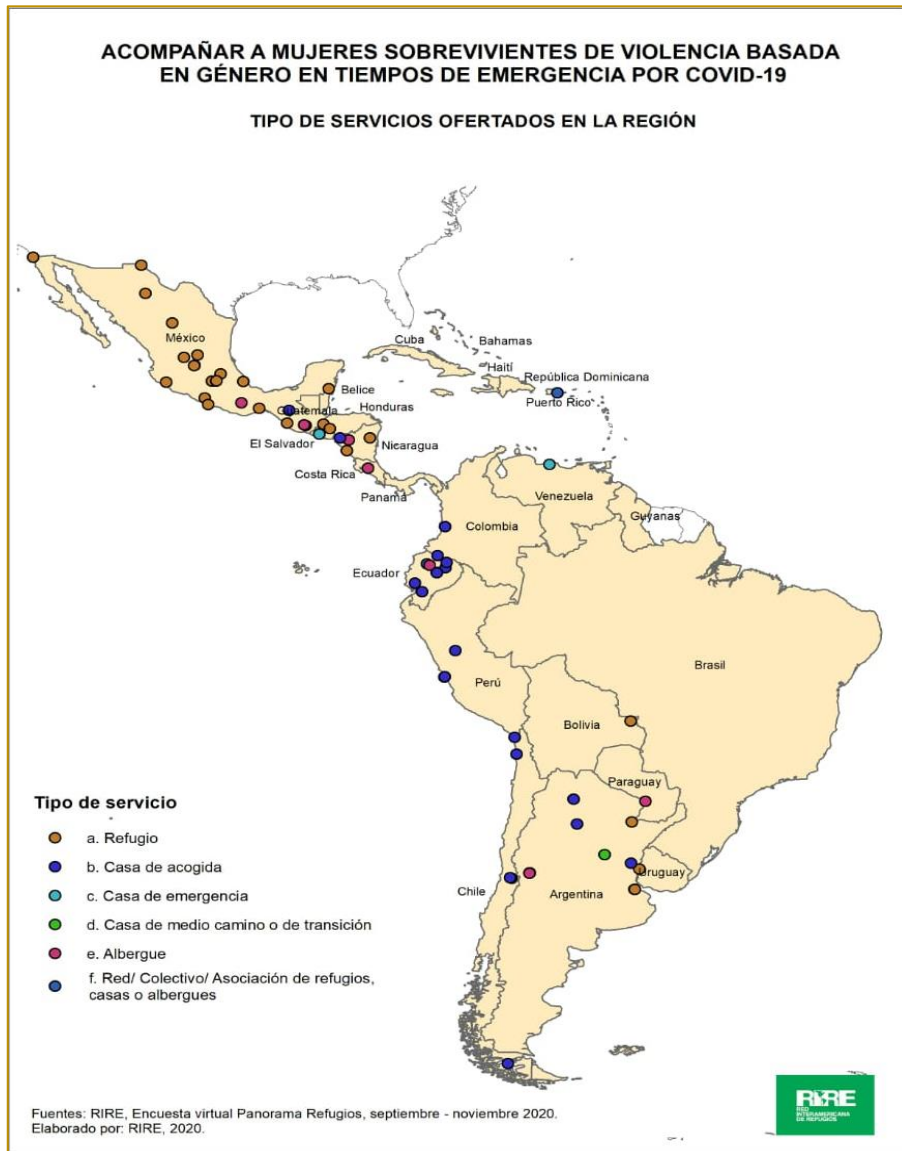 ACOMPAÑAR A MUJERES SOBREVIVIENTES DE VIOLENCIA BASADA
EN GÉNERO EN TIEMPOS DE EMERGENCIA POR COVID-19
TIPO DE SERVICIOS OFERTADOS EN LA REGIÓN
México
Cuba
Bahamas
Haití
República Dominicana
Puerto Rico
Belice
Guatemala
Honduras
El Salvador
Nicaragua
Costa Rica
Panamá
Venezuela
Guyanas
Colombia
Ecuador
Brasil
Perú
Bolivia
Paraguay
Uruguay
Chile
Argentina
Tipo de servicio
a. Refugio
b. Casa de acogida
c. Casa de emergencia
d. Casa de medio camino o de transición
e. Albergue
f. Red/ Colectivo/ Asociación de refugios,
casas o albergues
Fuentes: RIRE, Encuesta virtual Panorama Refugios, septiembre - noviembre 2020.
Elaborado por: RIRE, 2020.
RIRE
RED
INTERAMERICANA
DE REFUGIOS